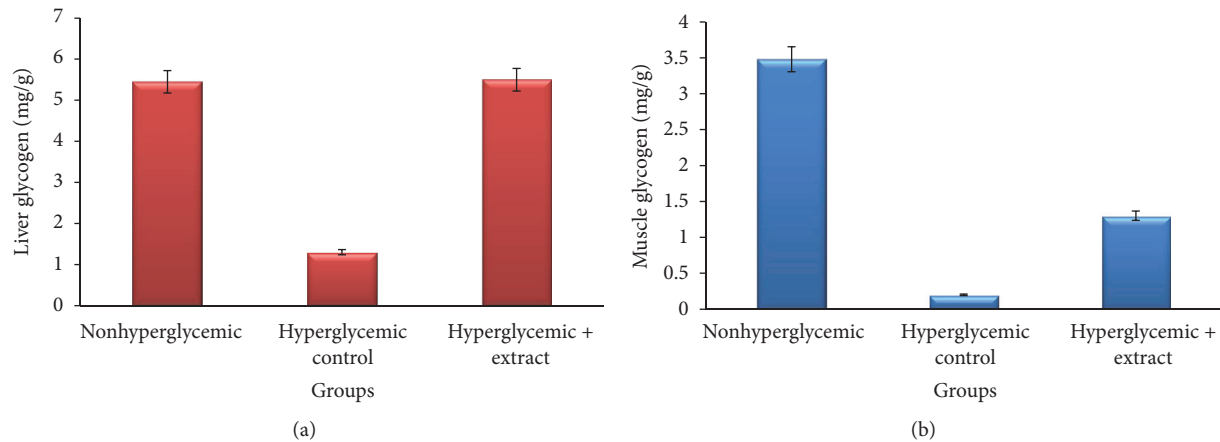 7
6
5
4
3
2
1
0
Liver glycogen (mg/g)
Nonhyperglycemic
Hyperglycemic control
Hyperglycemic + extract
Groups
(a)
4
3.5
3
2.5
2
1.5
1
0.5
0
Muscle glycogen (mg/g)
Nonhyperglycemic
Hyperglycemic
control
Hyperglycemic +
extract
Groups
(b)